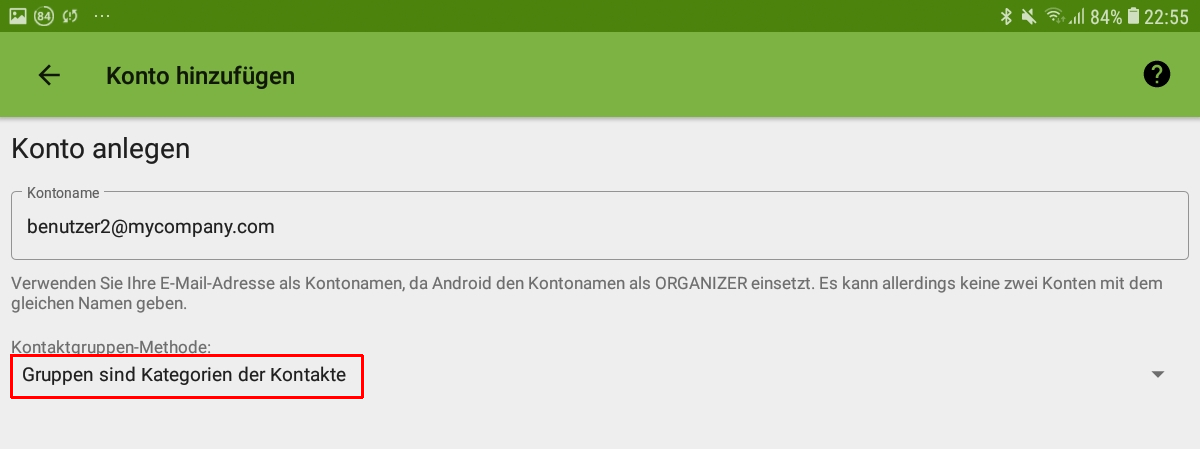 84 ... 84% 22:55
Konto hinzufügen
Konto anlegen
Kontoname
benutzer2@mycompany.com
Verwenden Sie Ihre E-Mail-Adresse als Kontonamen, da Android den Kontonamen als ORGANIZER einsetzt. Es kann allerdings keine zwei Konten mit dem
gleichen Namen geben.
Kontaktgruppen-Methode:
Gruppen sind Kategorien der Kontakte